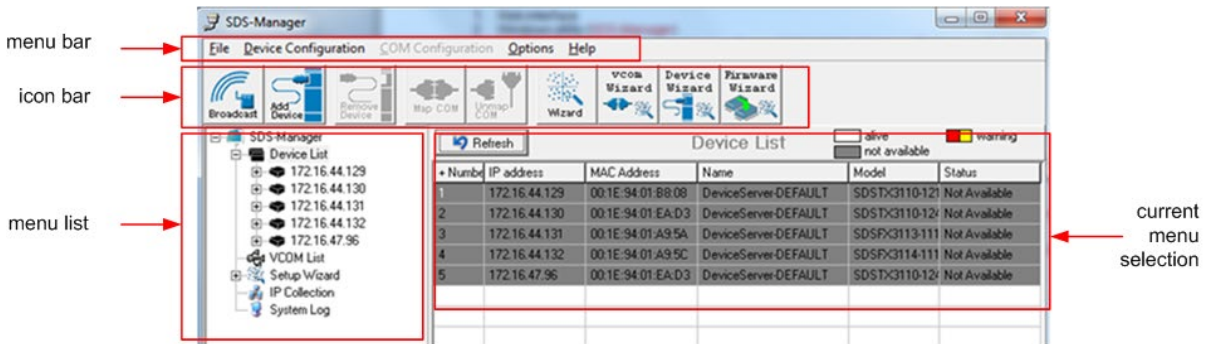 SDS-Manager
menu bar
File Device Configuration COM Configuration Options Help
icon bar
Broadcast
Add Device
Remove Device
Map COM
Unmap COM
Wizard
VCOM Wizard
Device Wizard
Firmware Wizard
menu list
SDS-Manager
Device List
172.16.44.129
172.16.44.130
172.16.44.131
172.16.44.132
172.16.47.96
VCOM List
Setup Wizard
IP Collection
System Log
Refresh
Device List
alive
not available
warning
+ Numbe IP address MAC Address Name Model Status
1 172.16.44.129 00:1E:94:01:B8:08 DeviceServer-DEFAULT SDSTX3110-121 Not Available
2 172.16.44.130 00:1E:94:01:EA:D3 DeviceServer-DEFAULT SDSTX3110-124 Not Available
3 172.16.44.131 00:1E:94:01:A9:5A DeviceServer-DEFAULT SDSFX3113-111 Not Available
4 172.16.44.132 00:1E:94:01:A9:5C DeviceServer-DEFAULT SDSFX3114-111 Not Available
5 172.16.47.96 00:1E:94:01:EA:D3 DeviceServer-DEFAULT SDSTX3110-124 Not Available
current
menu
selection